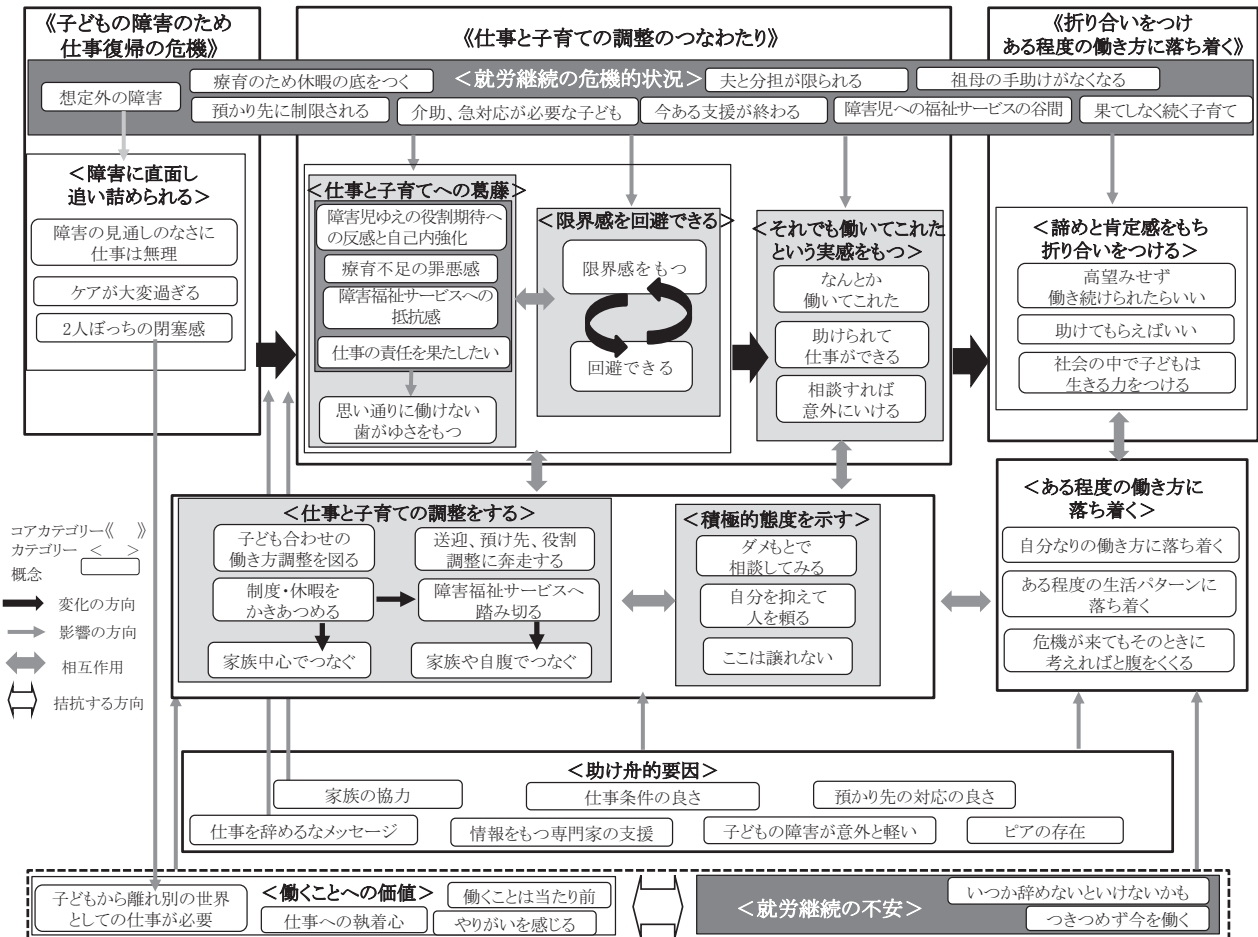 《子どもの障害のため
仕事復帰の危機》
《仕事と子育ての調整のつなわたり》
《折り合いをつけ
ある程度の働き方に落ち着く》
＜就労継続の危機的状況＞
想定外の障害
療育のため休暇の底をつく
夫と分担が限られる
祖母の手助けがなくなる
預かり先に制限される
介助、急対応が必要な子ども
今ある支援が終わる
障害児への福祉サービスの谷間
果てしなく続く子育て
＜障害に直面し
追い詰められる＞
障害の見通しのなさに
仕事は無理
ケアが大変過ぎる
2人ぼっちの閉塞感
＜仕事と子育てへの葛藤＞
障害児ゆえの役割期待へ
の反感と自己内強化
療育不足の罪悪感
障害福祉サービスへの
抵抗感
仕事の責任を果たしたい
思い通りに働けない
歯がゆさをもつ
＜限界感を回避できる＞
限界感をもつ
回避できる
＜それでも働いてこれた
という実感をもつ＞
なんとか
働いてこれた
助けられて
仕事ができる
相談すれば
意外にいける
＜諦めと肯定感をもち
折り合いをつける＞
高望みせず
働き続けられたらいい
助けてもらえばいい
社会の中で子どもは
生きる力をつける
＜仕事と子育ての調整をする＞
子ども合わせの
働き方調整を図る
送迎、預け先、役割
調整に奔走する
制度・休暇を
かきあつめる
障害福祉サービスへ
踏み切る
家族中心でつなぐ
家族や自腹でつなぐ
＜積極的態度を示す＞
ダメもとで
相談してみる
自分を抑えて
人を頼る
ここは譲れない
＜ある程度の働き方に
落ち着く＞
自分なりの働き方に落ち着く
ある程度の生活パターンに
落ち着く
危機が来てもそのときに
考えればと腹をくくる
コアカテゴリー《　》
カテゴリー ＜　＞
概念
変化の方向
影響の方向
相互作用
拮抗する方向
＜助け舟的要因＞
家族の協力
仕事条件の良さ
預かり先の対応の良さ
仕事を辞めるなメッセージ
情報をもつ専門家の支援
子どもの障害が意外と軽い
ピアの存在
子どもから離れ別の世界
としての仕事が必要
＜働くことへの価値＞
働くことは当たり前
仕事への執着心
やりがいを感じる
＜就労継続の不安＞
いつか辞めないといけないかも
つきつめず今を働く